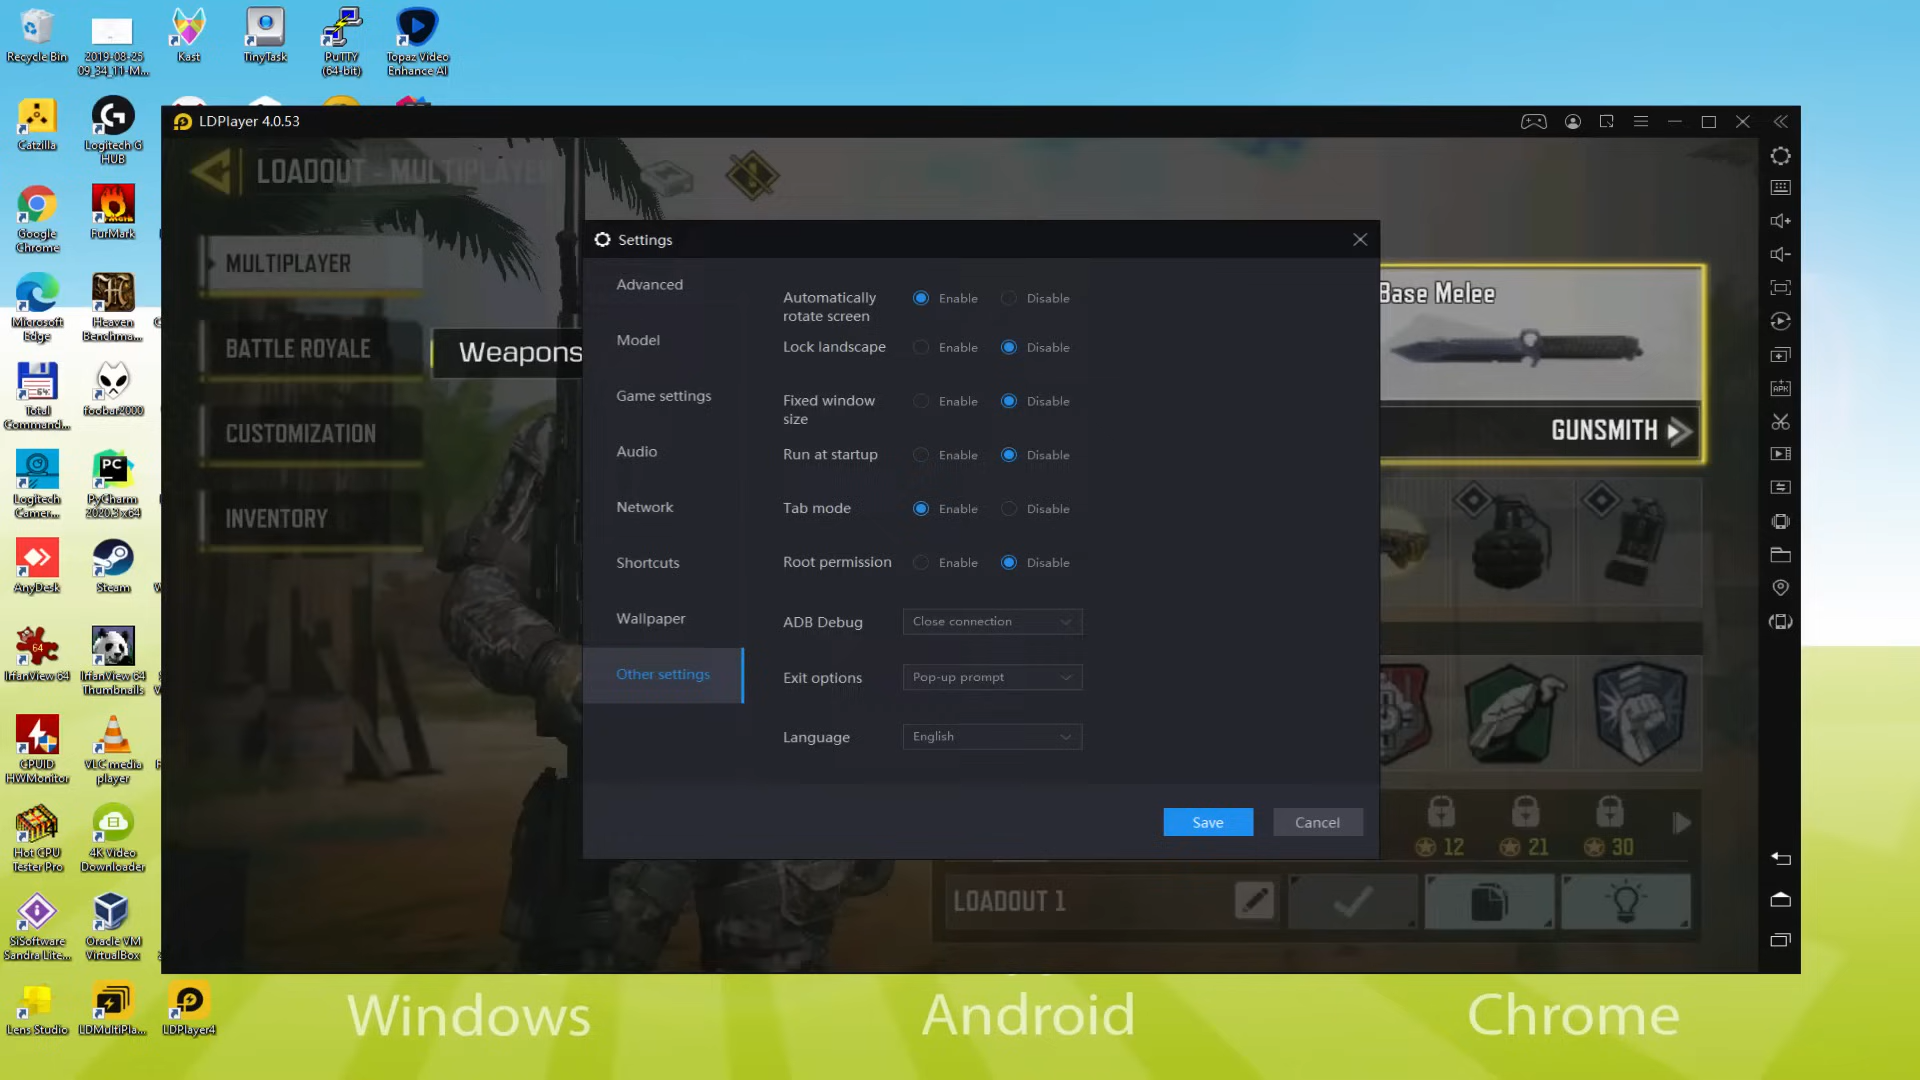 Recycle Bin
2019-08-25
09_34_11-M...
Kast
TinyTask
PuTTY
(64-bit)
Topaz Video
Enhance AI
Catzilla
Logitech G
HUB
LDPlayer 4.0.53
LOADOUT - MULTIPLAYER
Google
Chrome
FurMark
MULTIPLAYER
BATTLE ROYALE
CUSTOMIZATION
INVENTORY
Weapons
Settings
Advanced
Model
Game settings
Audio
Network
Shortcuts
Wallpaper
Other settings
Automatically
rotate screen
Enable
Disable
Lock landscape
Enable
Disable
Fixed window
size
Enable
Disable
Run at startup
Enable
Disable
Tab mode
Enable
Disable
Root permission
Enable
Disable
ADB Debug
Close connection
Exit options
Pop-up prompt
Language
English
Save
Cancel
Base Melee
GUNSMITH
12
21
30
LOADOUT 1
APK
Microsoft
Edge
Heaven
Benchma...
64
Total
Command...
foobar2000
Logitech
Camer...
PC
PyCharm
2020.3 x64
AnyDesk
Steam
64
IrfanView 64
IrfanView 64
Thumbnails
CPUID
HWMonitor
VLC media
player
Hot CPU
Tester Pro
4K Video
Downloader
SiSoftware
Sandra Lite...
Oracle VM
VirtualBox
Lens Studio
LDMultiPla...
LDPlayer4
Windows
Android
Chrome